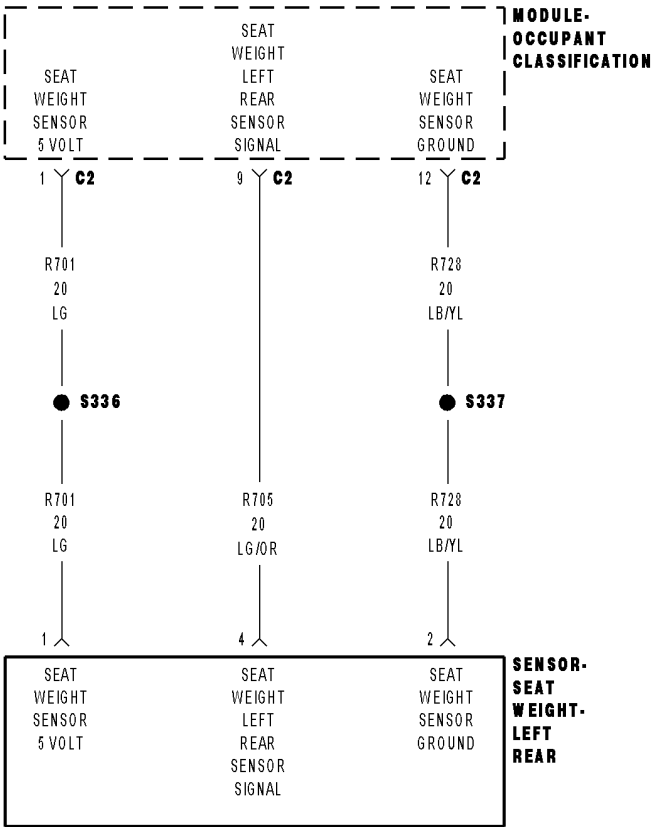 MODULE-
OCCUPANT
CLASSIFICATION
SEAT
WEIGHT
SENSOR
5 VOLT
SEAT
WEIGHT
LEFT
REAR
SENSOR
SIGNAL
SEAT
WEIGHT
SENSOR
GROUND
1 C2
9 C2
12 C2
R701
20
LG
R728
20
LB/YL
S336
S337
R701
20
LG
R705
20
LG/OR
R728
20
LB/YL
1
4
2
SEAT
WEIGHT
SENSOR
5 VOLT
SEAT
WEIGHT
LEFT
REAR
SENSOR
SIGNAL
SEAT
WEIGHT
SENSOR
GROUND
SENSOR-
SEAT
WEIGHT-
LEFT
REAR